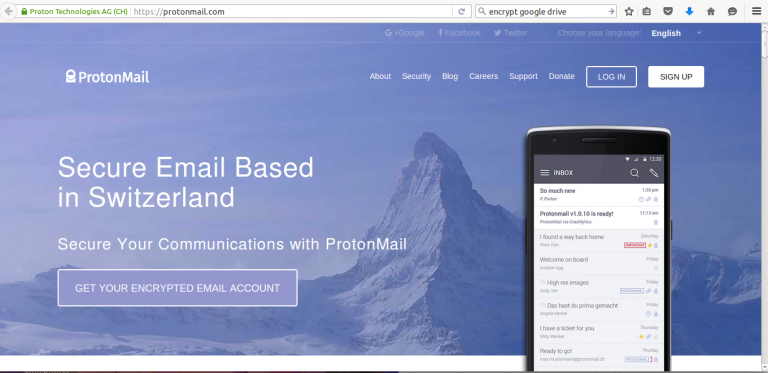 Proton Technologies AG (CH)
https://protonmail.com
encrypt google drive
+Google
Facebook
Twitter
Choose your language:
English
ProtonMail
About
Security
Blog
Careers
Support
Donate
LOG IN
SIGN UP
Secure Email Based
in Switzerland
Secure Your Communications with ProtonMail
GET YOUR ENCRYPTED EMAIL ACCOUNT
12:30
INBOX
So much new
1:30 pm
P. Parker
Protonmail v1.0.10 is ready!
11:13 am
ProtonMail via
I found a way back home
Saturday
Peter Pan
IMPORTANT
Welcome on board
Friday
High res images
Friday
Andy Yen
PROTONMAIL
Das hast du prima gemacht
Friday
Angela Merkel
I have a ticket for you
Thursday
Willy Wonker
Ready to go!
Thursday
max.mustermann@protonmail.ch
PROTONMAIL